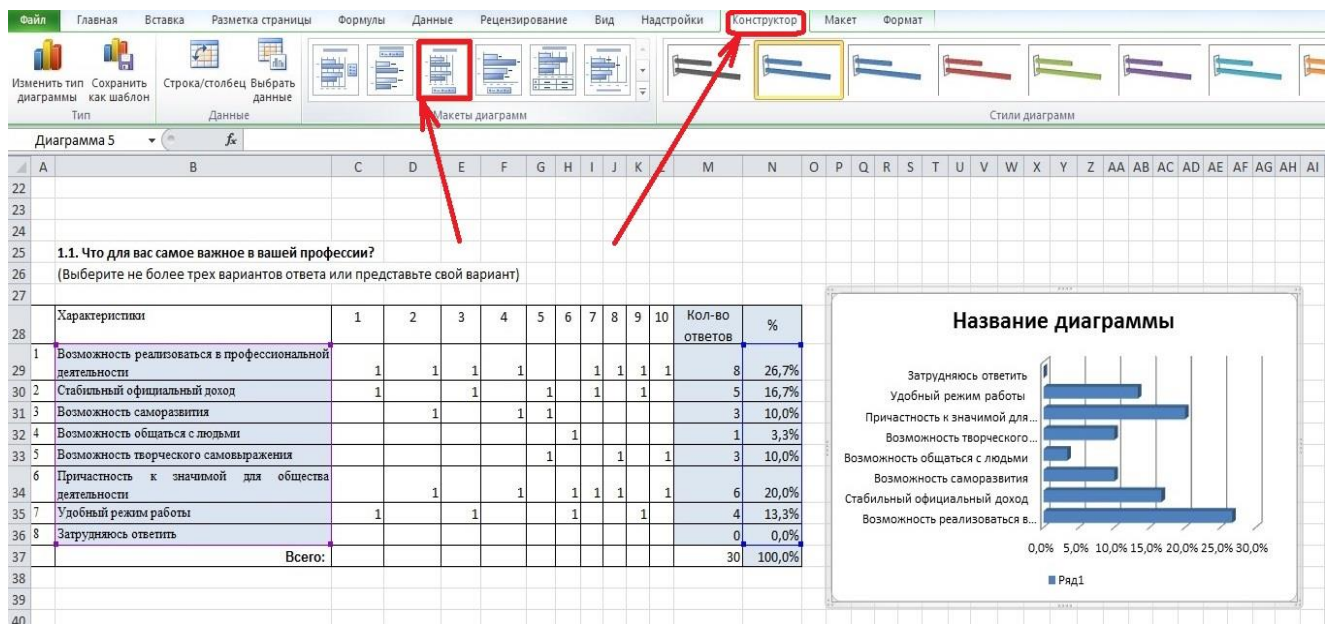 Файл Главная Вставка Разметка страницы Формулы Данные Рецензирование Вид Надстройки Конструктор Макет Формат
Изменить тип диаграммы Сохранить как шаблон Строка/столбец Выбрать данные
Тип Данные Макеты диаграмм Стили диаграмм
Диаграмма 5 fx
A B C D E F G H I J K L M N O P Q R S T U V W X Y Z AA AB AC AD AE AF AG AH AI
22
23
24
25 1.1. Что для вас самое важное в вашей профессии?
26 (Выберите не более трех вариантов ответа или представьте свой вариант)
27
28 Характеристики 1 2 3 4 5 6 7 8 9 10 Кол-во ответов %
29 1 Возможность реализоваться в профессиональной деятельности 1 1 1 1 1 1 1 1 8 26,7%
30 2 Стабильный официальный доход 1 1 1 1 1 5 16,7%
31 3 Возможность саморазвития 1 1 1 3 10,0%
32 4 Возможность общаться с людьми 1 1 3,3%
33 5 Возможность творческого самовыражения 1 1 1 3 10,0%
34 6 Причастность к значимой для общества деятельности 1 1 1 1 1 1 6 20,0%
35 7 Удобный режим работы 1 1 1 1 4 13,3%
36 8 Затрудняюсь ответить 0 0,0%
37 Всего: 30 100,0%
38
39
40
Название диаграммы
Затрудняюсь ответить
Удобный режим работы
Причастность к значимой для...
Возможность творческого...
Возможность общаться с людьми
Возможность саморазвития
Стабильный официальный доход
Возможность реализоваться в...
0,0% 5,0% 10,0% 15,0% 20,0% 25,0% 30,0%
Ряд1